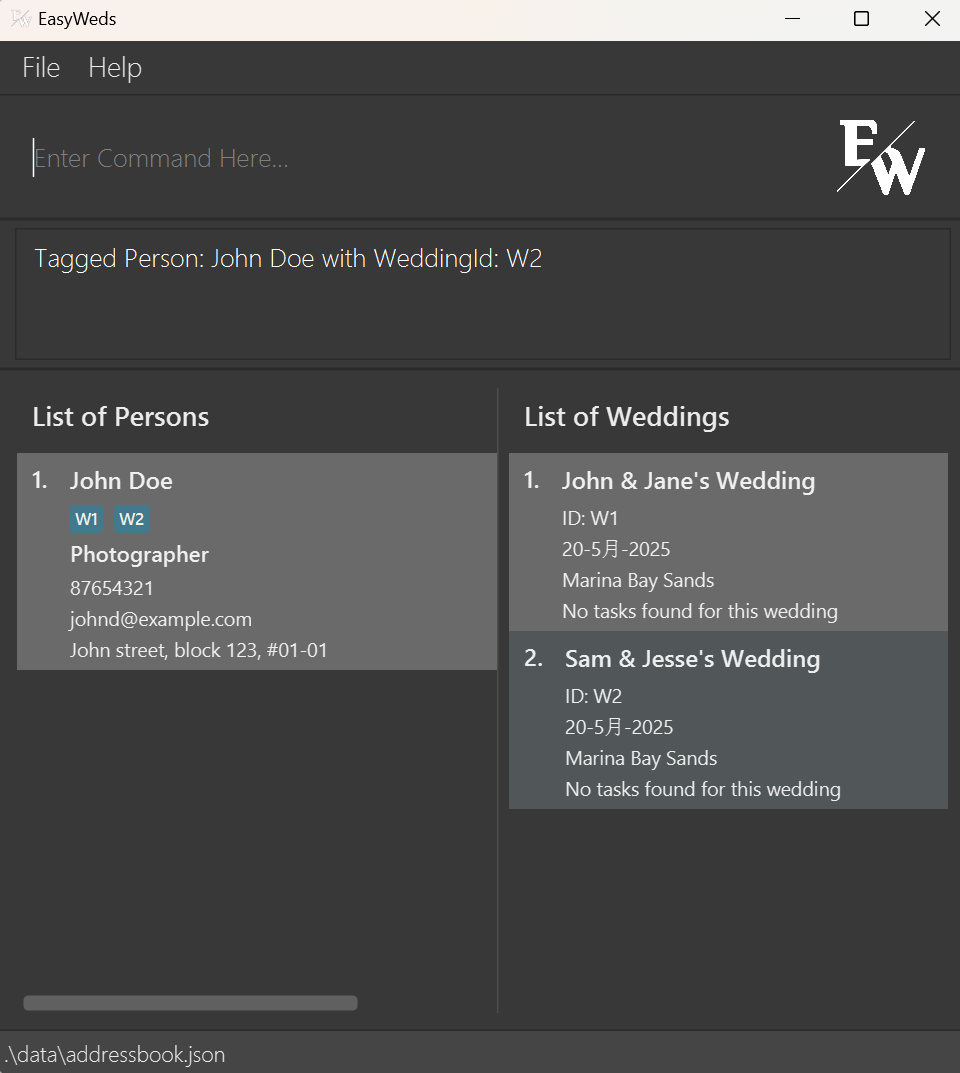 EasyWeds
File Help
Enter Command Here...
EW
Tagged Person: John Doe with WeddingId: W2
List of Persons
1. John Doe
W1 W2
Photographer
87654321
johnd@example.com
John street, block 123, #01-01
List of Weddings
1. John & Jane's Wedding
ID: W1
20-5月-2025
Marina Bay Sands
No tasks found for this wedding
2. Sam & Jesse's Wedding
ID: W2
20-5月-2025
Marina Bay Sands
No tasks found for this wedding
.\data\addressbook.json